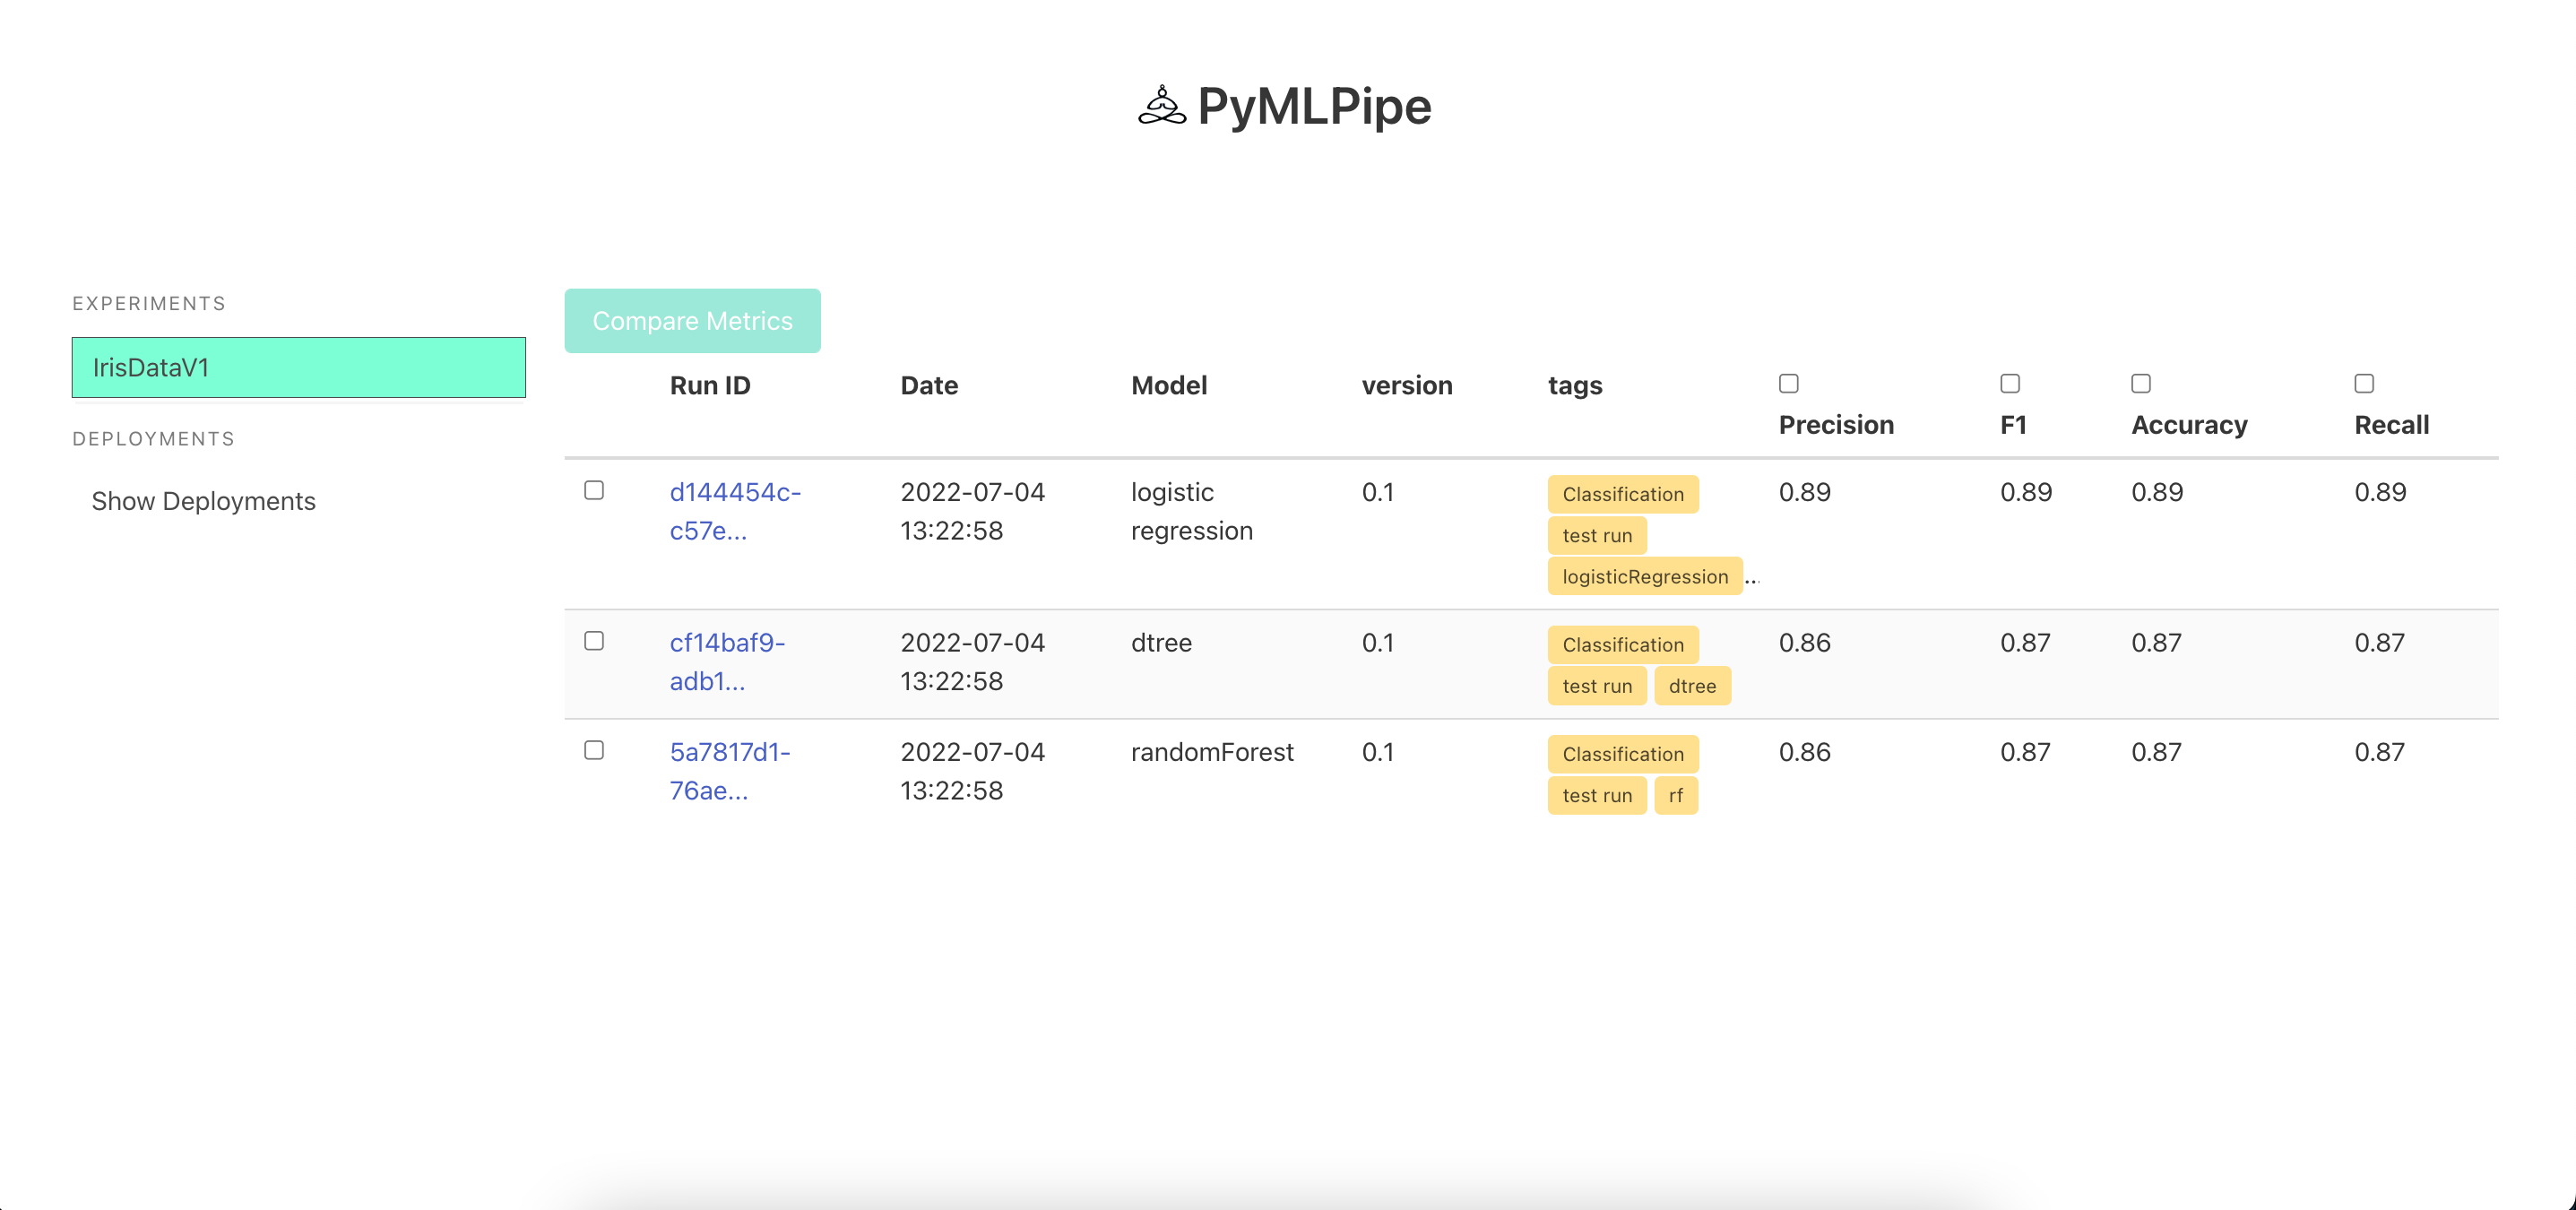 PyMLPipe
EXPERIMENTS
IrisDataV1
DEPLOYMENTS
Show Deployments
Compare Metrics
Run ID Date Model version tags Precision F1 Accuracy Recall
d144454c- 2022-07-04 logistic 0.1 Classification 0.89 0.89 0.89 0.89
c57e... 13:22:58 regression test run
logisticRegression ...
cf14baf9- 2022-07-04 dtree 0.1 Classification 0.86 0.87 0.87 0.87
adb1... 13:22:58 test run dtree
5a7817d1- 2022-07-04 randomForest 0.1 Classification 0.86 0.87 0.87 0.87
76ae... 13:22:58 test run rf